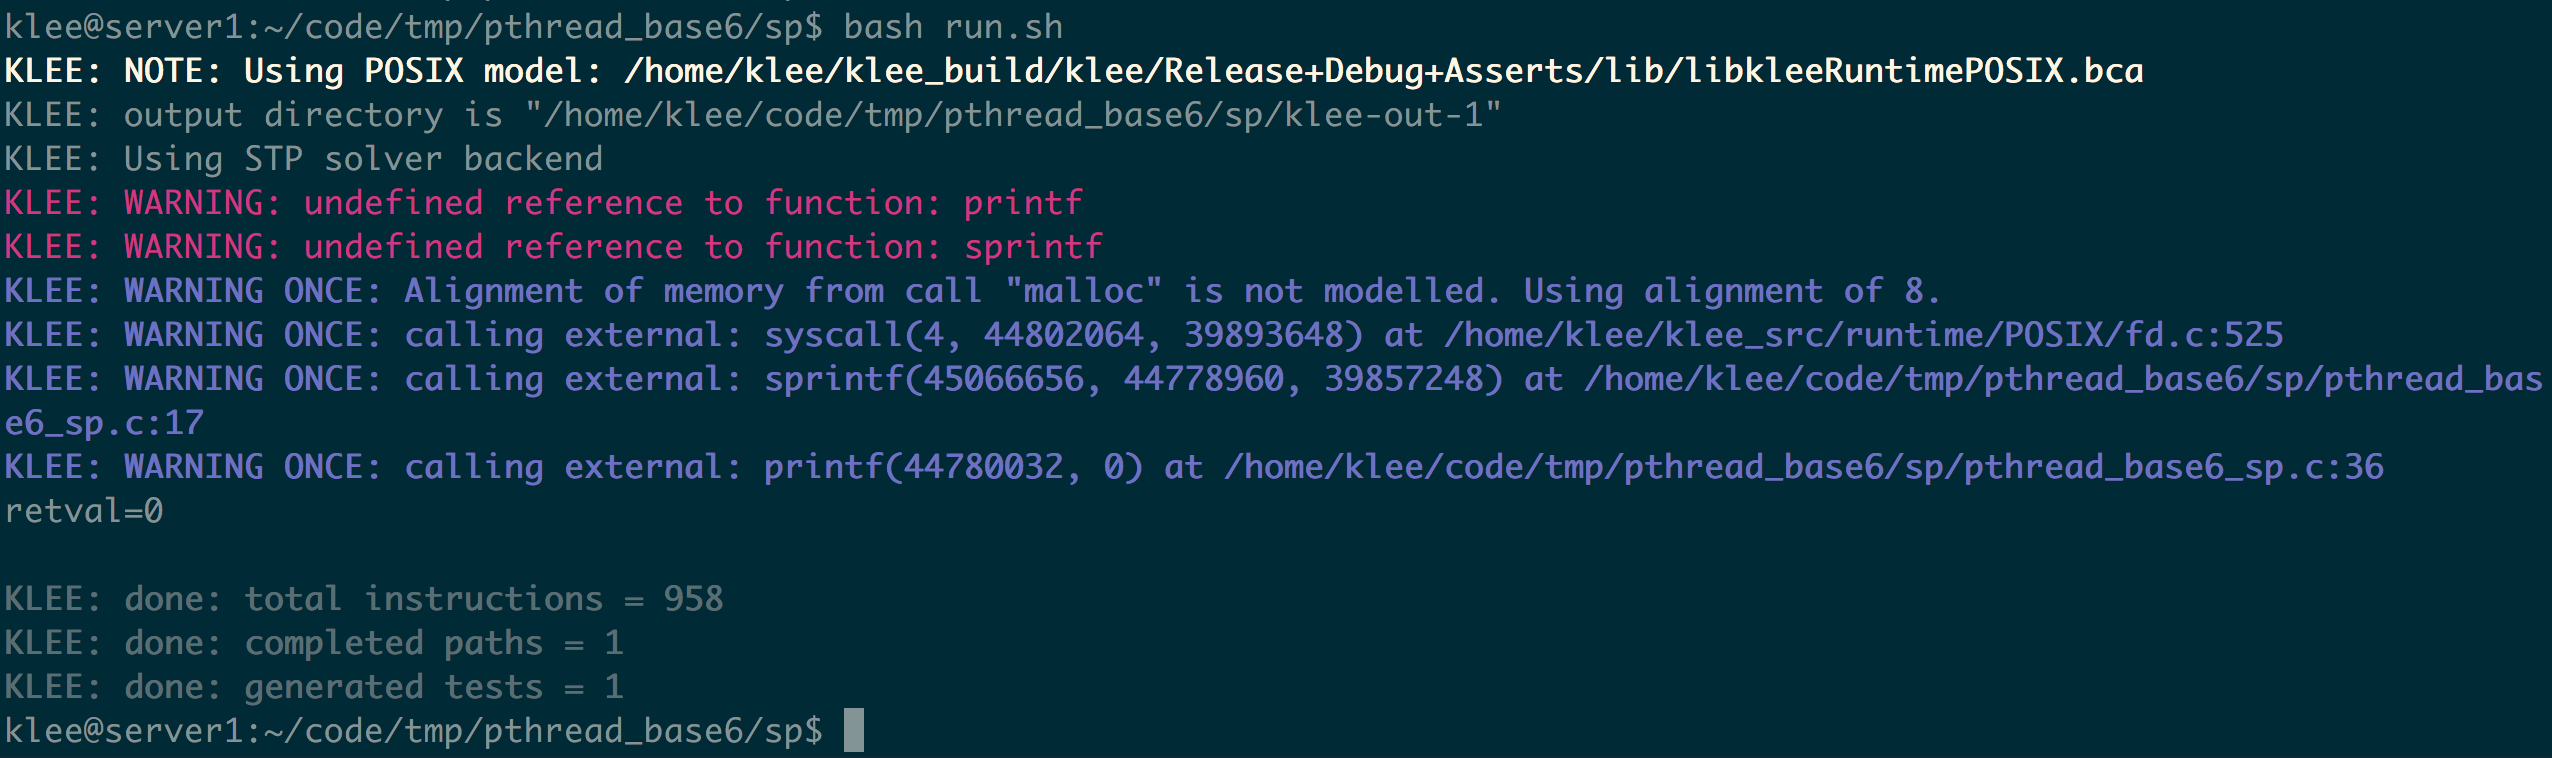 klee@server1:~/code/tmp/pthread_base6/sp$ bash run.sh
KLEE: NOTE: Using POSIX model: /home/klee/klee_build/klee/Release+Debug+Asserts/lib/libkleeRuntimePOSIX.bca
KLEE: output directory is "/home/klee/code/tmp/pthread_base6/sp/klee-out-1"
KLEE: Using STP solver backend
KLEE: WARNING: undefined reference to function: printf
KLEE: WARNING: undefined reference to function: sprintf
KLEE: WARNING ONCE: Alignment of memory from call "malloc" is not modelled. Using alignment of 8.
KLEE: WARNING ONCE: calling external: syscall(4, 44802064, 39893648) at /home/klee/klee_src/runtime/POSIX/fd.c:525
KLEE: WARNING ONCE: calling external: sprintf(45066656, 44778960, 39857248) at /home/klee/code/tmp/pthread_base6/sp/pthread_bas
e6_sp.c:17
KLEE: WARNING ONCE: calling external: printf(44780032, 0) at /home/klee/code/tmp/pthread_base6/sp/pthread_base6_sp.c:36
retval=0
KLEE: done: total instructions = 958
KLEE: done: completed paths = 1
KLEE: done: generated tests = 1
klee@server1:~/code/tmp/pthread_base6/sp$